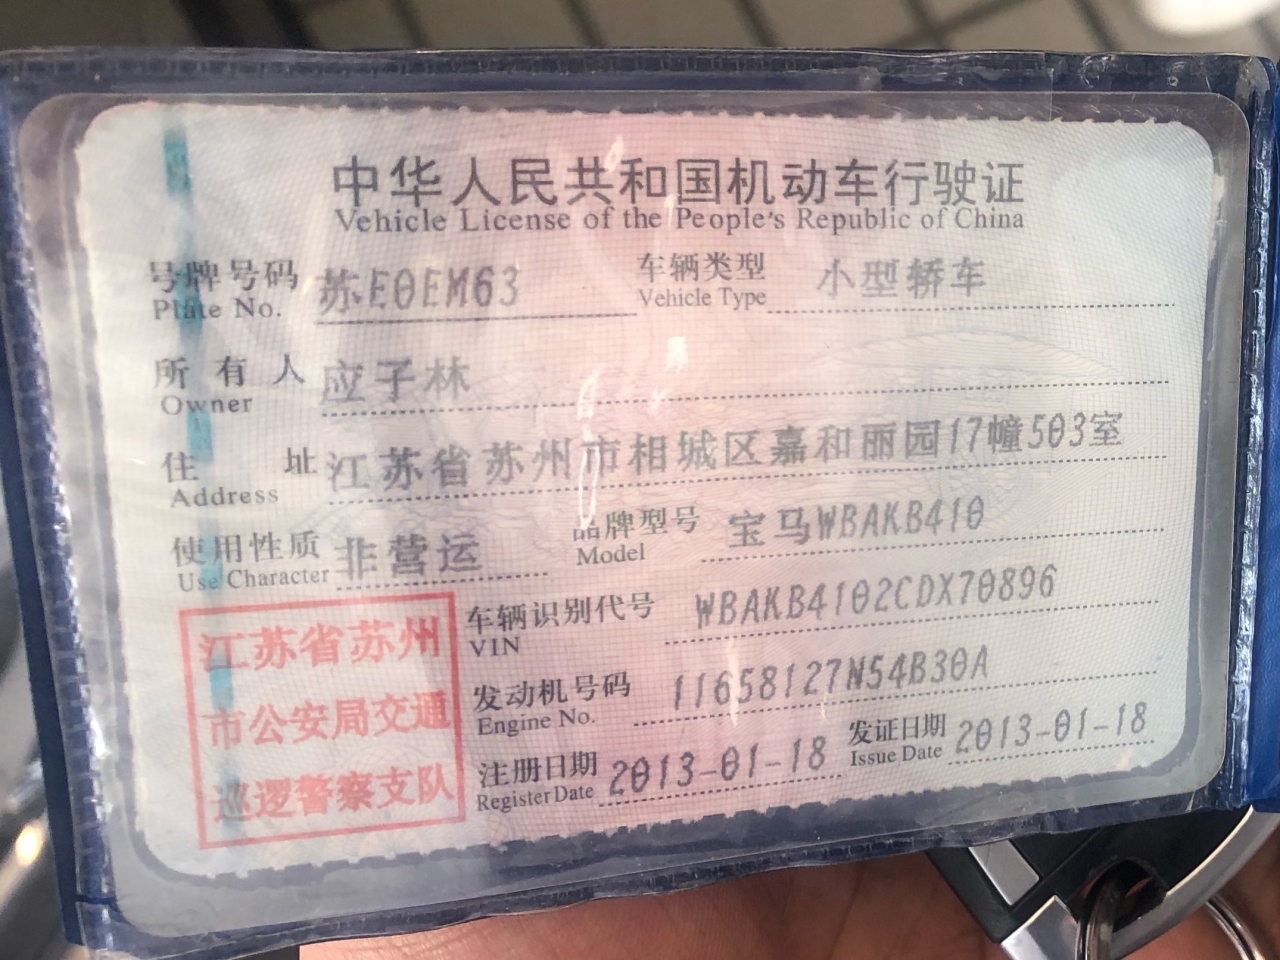 中华人民共和国机动车行驶证
Vehicle License of the People's Republic of China
号牌号码 苏E0EM63 车辆类型 小型轿车
Plate No. Vehicle Type
所有人 应子林
Owner
住址 江苏省苏州市相城区嘉和丽园17幢503室
Address
使用性质 非营运 品牌型号 宝马WBAKB410
Use Character Model
车辆识别代号 WBAKB4102CDX70896
VIN
发动机号码 11658127N54B30A
Engine No.
注册日期 2013-01-18 发证日期 2013-01-18
Register Date Issue Date
江苏省苏州
市公安局交通
巡逻警察支队